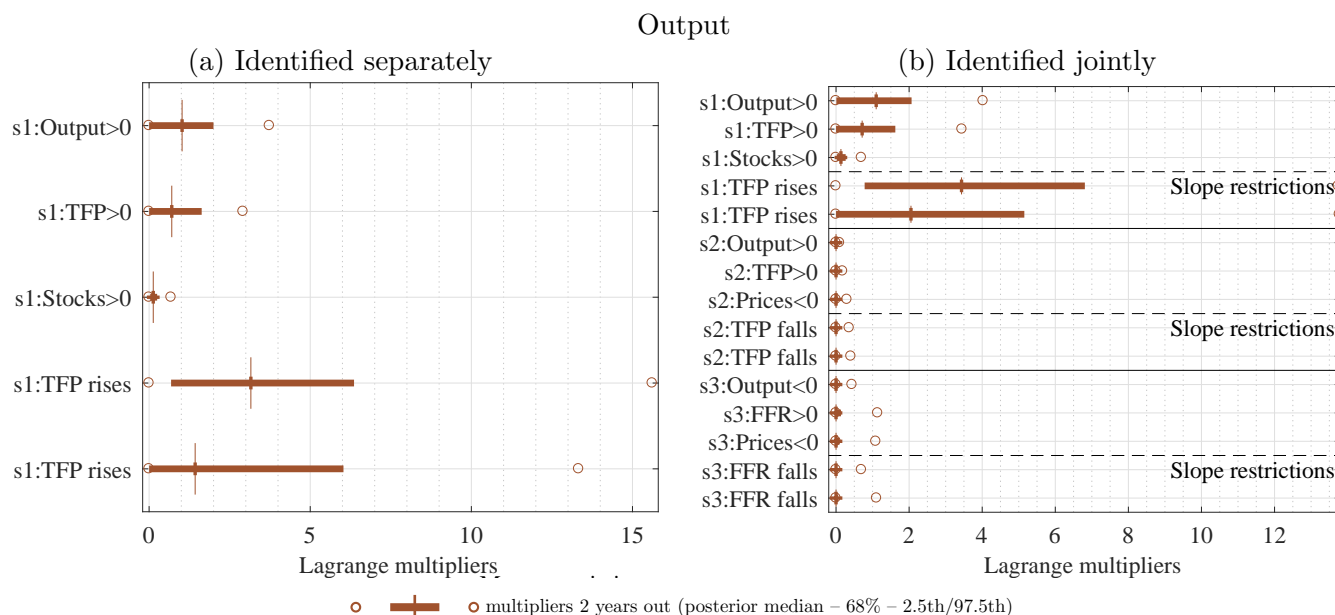 Output
(a) Identified separately
s1:Output>0
s1:TFP>0
s1:Stocks>0
s1:TFP rises
s1:TFP rises
0 5 10 15
Lagrange multipliers
(b) Identified jointly
s1:Output>0
s1:TFP>0
s1:Stocks>0
s1:TFP rises
Slope restrictions
s1:TFP rises
s2:Output>0
s2:TFP>0
s2:Prices<0
s2:TFP falls
Slope restrictions
s2:TFP falls
s3:Output<0
s3:FFR>0
s3:Prices<0
s3:FFR falls
Slope restrictions
s3:FFR falls
0 2 4 6 8 10 12
Lagrange multipliers
multipliers 2 years out (posterior median – 68% – 2.5th/97.5th)